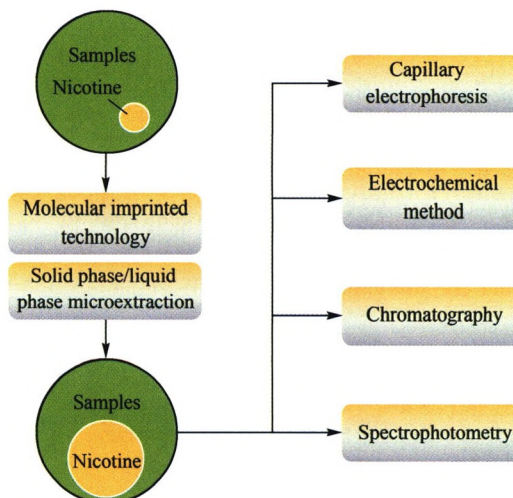 Samples
Nicotine
Molecular imprinted
technology
Solid phase/liquid
phase microextraction
Samples
Nicotine
Capillary
electrophoresis
Electrochemical
method
Chromatography
Spectrophotometry